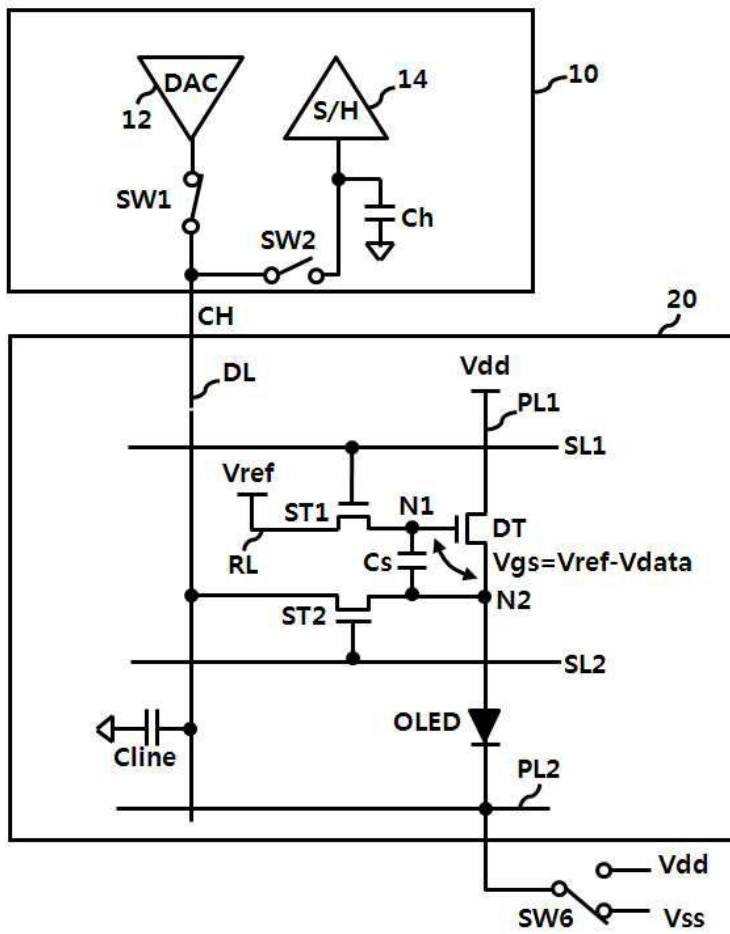 DAC
12
S/H
14
10
SW1
SW2
Ch
CH
20
DL
Vdd
PL1
SL1
Vref
ST1
N1
DT
RL
Cs
Vgs=Vref-Vdata
ST2
N2
SL2
OLED
Cline
PL2
Vdd
SW6
Vss